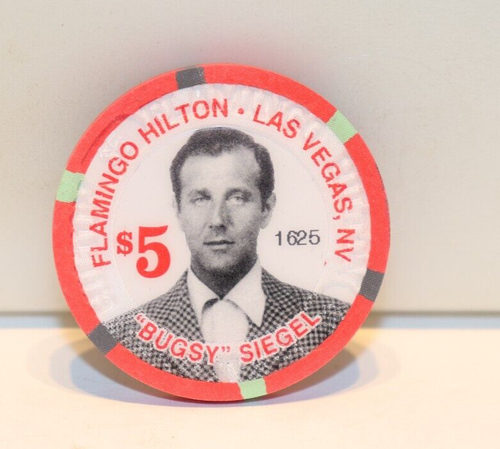 FLAMINGO HILTON • LAS VEGAS, NV
$5
1625
"BUGSY" SIEGEL